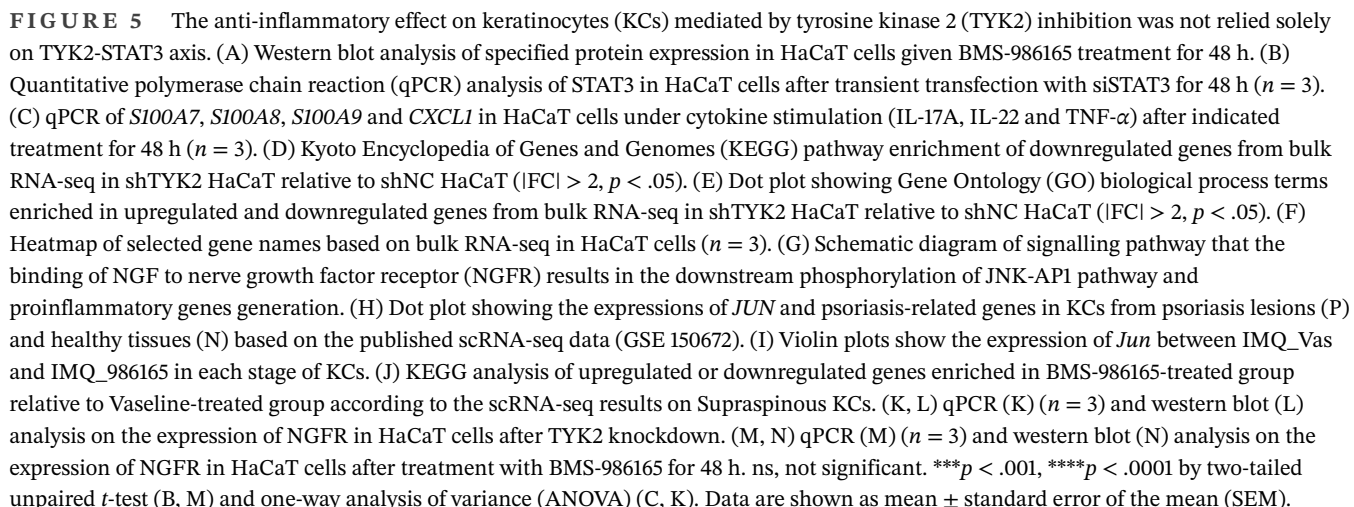 FIGURE 5 The anti-inflammatory effect on keratinocytes (KCs) mediated by tyrosine kinase 2 (TYK2) inhibition was not relied solely
on TYK2-STAT3 axis. (A) Western blot analysis of specified protein expression in HaCaT cells given BMS-986165 treatment for 48 h. (B)
Quantitative polymerase chain reaction (qPCR) analysis of STAT3 in HaCaT cells after transient transfection with siSTAT3 for 48 h (n = 3).
(C) qPCR of S100A7, S100A8, S100A9 and CXCL1 in HaCaT cells under cytokine stimulation (IL-17A, IL-22 and TNF-α) after indicated
treatment for 48 h (n = 3). (D) Kyoto Encyclopedia of Genes and Genomes (KEGG) pathway enrichment of downregulated genes from bulk
RNA-seq in shTYK2 HaCaT relative to shNC HaCaT (|FC| > 2, p < .05). (E) Dot plot showing Gene Ontology (GO) biological process terms
enriched in upregulated and downregulated genes from bulk RNA-seq in shTYK2 HaCaT relative to shNC HaCaT (|FC| > 2, p < .05). (F)
Heatmap of selected gene names based on bulk RNA-seq in HaCaT cells (n = 3). (G) Schematic diagram of signalling pathway that the
binding of NGF to nerve growth factor receptor (NGFR) results in the downstream phosphorylation of JNK-AP1 pathway and
proinflammatory genes generation. (H) Dot plot showing the expressions of JUN and psoriasis-related genes in KCs from psoriasis lesions (P)
and healthy tissues (N) based on the published scRNA-seq data (GSE 150672). (I) Violin plots show the expression of Jun between IMQ_Vas
and IMQ_986165 in each stage of KCs. (J) KEGG analysis of upregulated or downregulated genes enriched in BMS-986165-treated group
relative to Vaseline-treated group according to the scRNA-seq results on Supraspinous KCs. (K, L) qPCR (K) (n = 3) and western blot (L)
analysis on the expression of NGFR in HaCaT cells after TYK2 knockdown. (M, N) qPCR (M) (n = 3) and western blot (N) analysis on the
expression of NGFR in HaCaT cells after treatment with BMS-986165 for 48 h. ns, not significant. ***p < .001, ****p < .0001 by two-tailed
unpaired t-test (B, M) and one-way analysis of variance (ANOVA) (C, K). Data are shown as mean ± standard error of the mean (SEM).